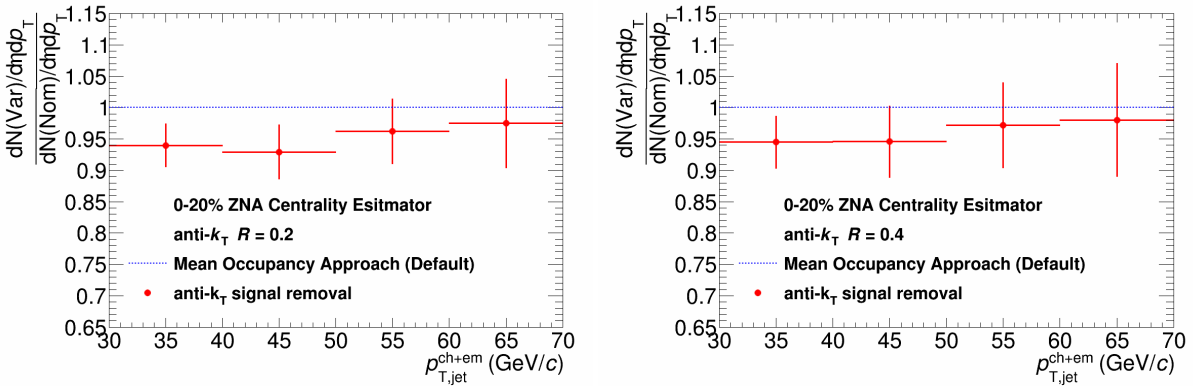 dN(Var)/dηdp_T
dN(Nom)/dηdp_T
1.15
1.1
1.05
1
0.95
0.9
0.85
0.8
0.75
0.7
0.65
0-20% ZNA Centrality Esitmator
anti-k_T R = 0.2
Mean Occupancy Approach (Default)
anti-k_T signal removal
30 35 40 45 50 55 60 65 70
p_T,jet^ch+em (GeV/c)
dN(Var)/dηdp_T
dN(Nom)/dηdp_T
1.15
1.1
1.05
1
0.95
0.9
0.85
0.8
0.75
0.7
0.65
0-20% ZNA Centrality Esitmator
anti-k_T R = 0.4
Mean Occupancy Approach (Default)
anti-k_T signal removal
30 35 40 45 50 55 60 65 70
p_T,jet^ch+em (GeV/c)